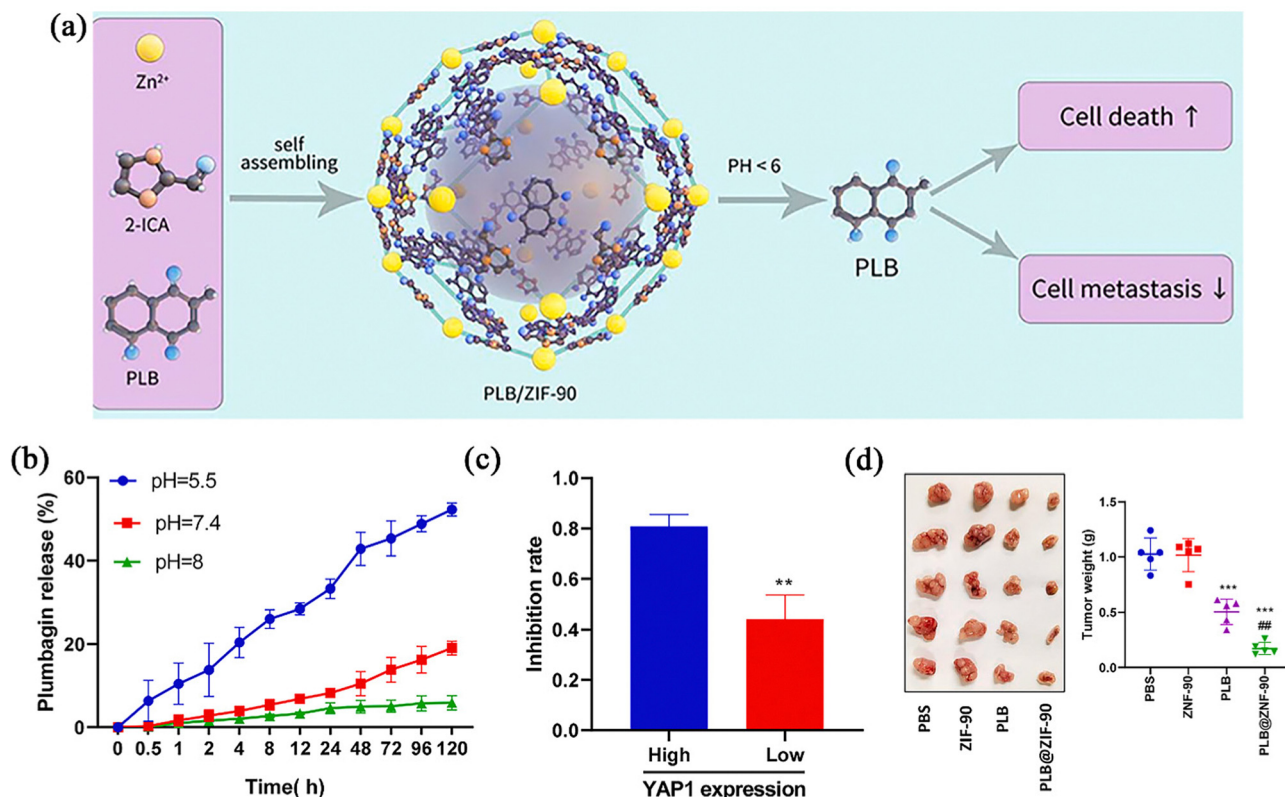 (a)
Zn2+
2-ICA
PLB
self
assembling
PLB/ZIF-90
PH < 6
PLB
Cell death ↑
Cell metastasis ↓
(b)
Plumbagin release (%)
60
40
20
0
pH=5.5
pH=7.4
pH=8
0 0.5 1 2 4 8 12 24 48 72 96 120
Time( h)
(c)
Inhibition rate
1.0
0.8
0.6
0.4
0.2
0.0
**
High Low
YAP1 expression
(d)
PBS
ZIF-90
PLB
PLB@ZIF-90
Tumor weight (g)
1.5
1.0
0.5
0.0
***
***
##
PBS-
ZNF-90-
PLB-
PLB@ZNF-90-